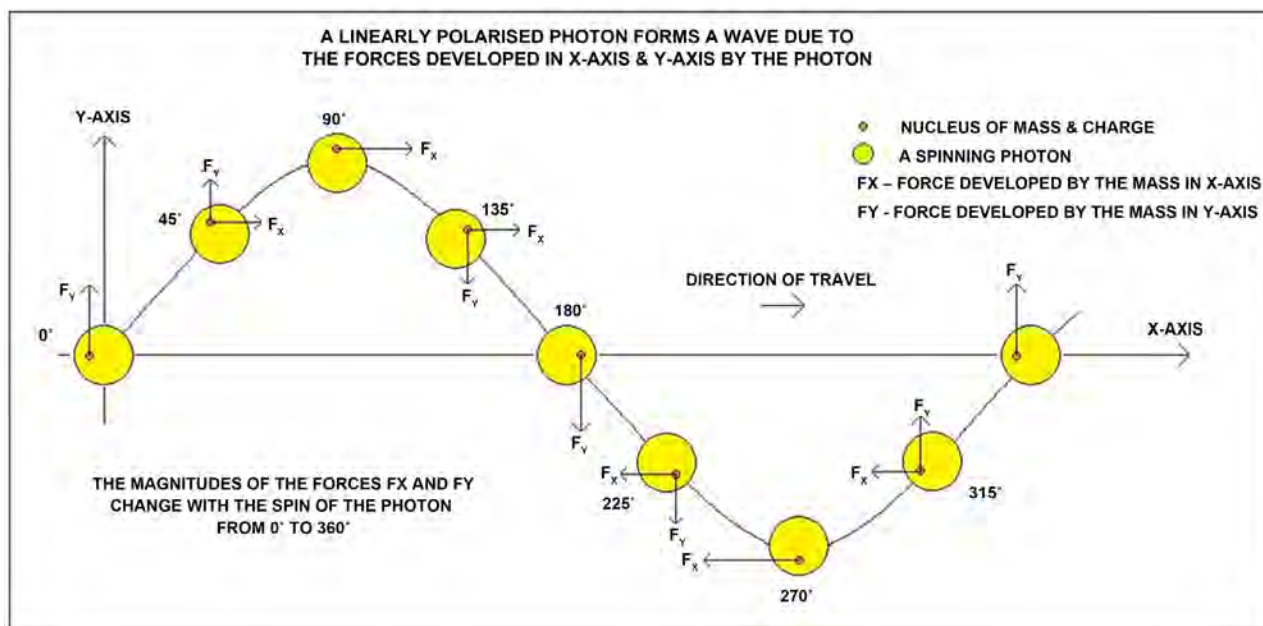 A LINEARLY POLARISED PHOTON FORMS A WAVE DUE TO
THE FORCES DEVELOPED IN X-AXIS & Y-AXIS BY THE PHOTON
Y-AXIS
90˚
NUCLEUS OF MASS & CHARGE
A SPINNING PHOTON
FX – FORCE DEVELOPED BY THE MASS IN X-AXIS
FY - FORCE DEVELOPED BY THE MASS IN Y-AXIS
FX
FY
45˚
FX
135˚
FX
FY
FY
0˚
180˚
DIRECTION OF TRAVEL
FY
X-AXIS
FY
FX
225˚
FY
FX
270˚
FX
FY
315˚
THE MAGNITUDES OF THE FORCES FX AND FY
CHANGE WITH THE SPIN OF THE PHOTON
FROM 0˚ TO 360˚